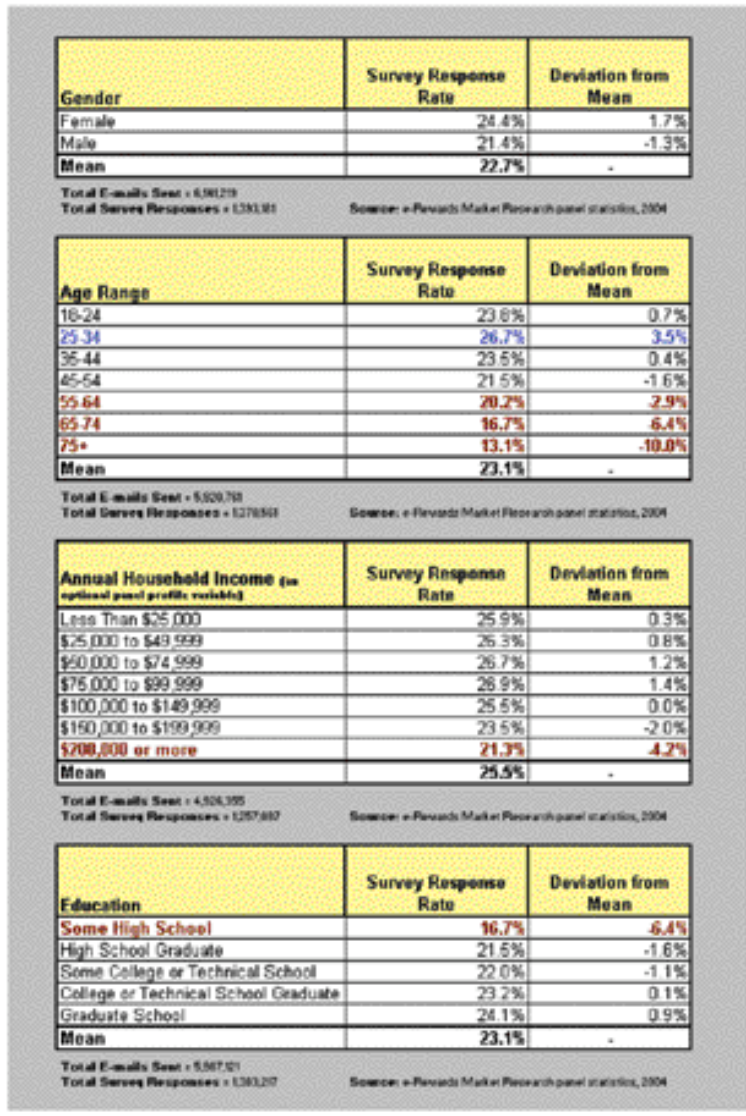 Gender Survey Response Rate Deviation from Mean
Female 24.4% 1.7%
Male 21.4% -1.3%
Mean 22.7% -
Total E-mails Sent =
Total Survey Responses = Source: e-Rewards Market Research panel statistics, 2004
Age Range Survey Response Rate Deviation from Mean
18-24 23.8% 0.7%
25-34 26.7% 3.5%
35-44 23.5% 0.4%
45-54 21.5% -1.6%
55-64 20.2% -2.9%
65-74 16.7% -6.4%
75+ 13.1% -10.0%
Mean 23.1% -
Total E-mails Sent =
Total Survey Responses = Source: e-Rewards Market Research panel statistics, 2004
Annual Household Income (an optional panel profile variable) Survey Response Rate Deviation from Mean
Less Than $25,000 25.9% 0.3%
$25,000 to $49,999 26.3% 0.8%
$50,000 to $74,999 26.7% 1.2%
$75,000 to $99,999 26.9% 1.4%
$100,000 to $149,999 25.5% 0.0%
$150,000 to $199,999 23.5% -2.0%
$200,000 or more 21.3% -4.2%
Mean 25.5% -
Total E-mails Sent =
Total Survey Responses = Source: e-Rewards Market Research panel statistics, 2004
Education Survey Response Rate Deviation from Mean
Some High School 16.7% -6.4%
High School Graduate 21.5% -1.6%
Some College or Technical School 22.0% -1.1%
College or Technical School Graduate 23.2% 0.1%
Graduate School 24.1% 0.9%
Mean 23.1% -
Total E-mails Sent =
Total Survey Responses = Source: e-Rewards Market Research panel statistics, 2004